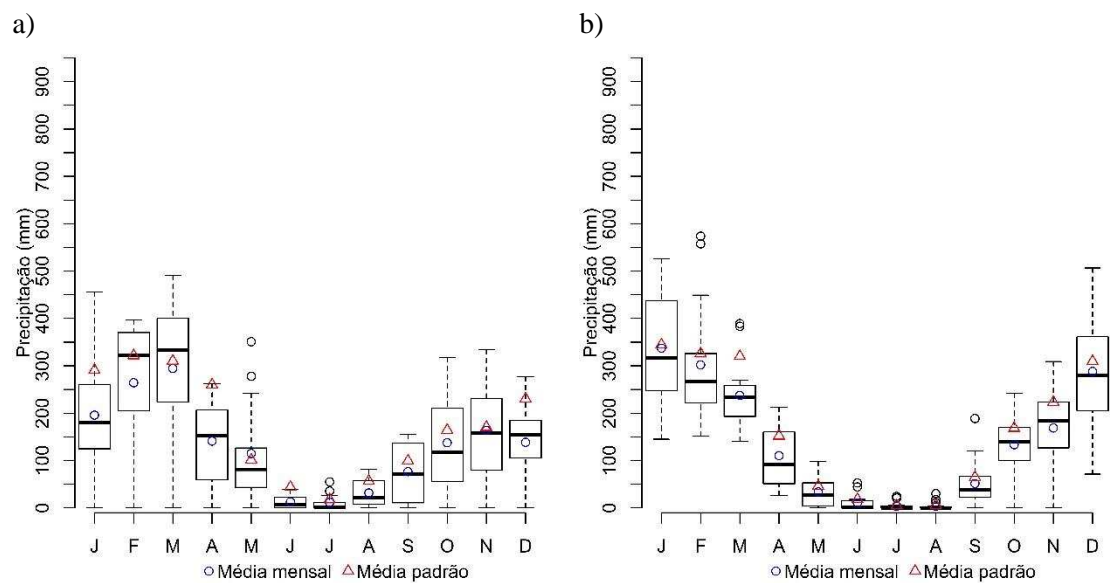 a)
b)
Precipitação (mm)
0 100 200 300 400 500 600 700 800 900
J F M A M J J A S O N D
Média mensal Média padrão
Precipitação (mm)
0 100 200 300 400 500 600 700 800 900
J F M A M J J A S O N D
Média mensal Média padrão